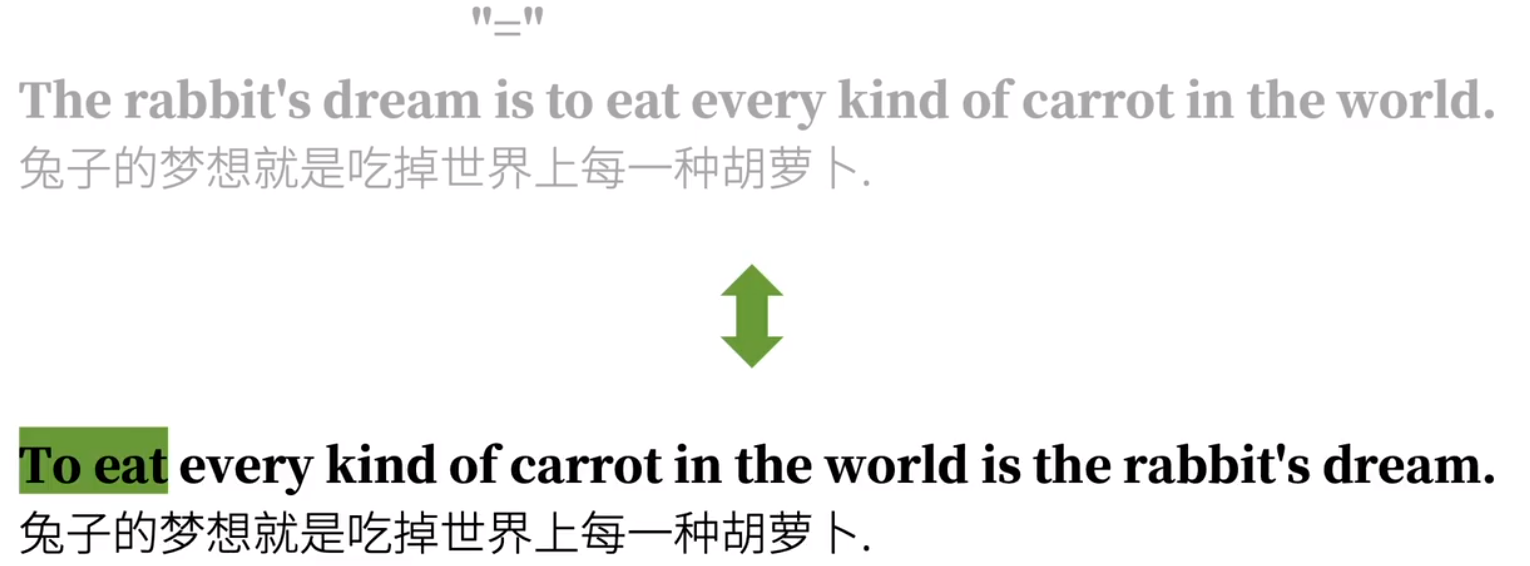 "="
The rabbit's dream is to eat every kind of carrot in the world.
兔子的梦想就是吃掉世界上每一种胡萝卜.
To eat every kind of carrot in the world is the rabbit's dream.
兔子的梦想就是吃掉世界上每一种胡萝卜.